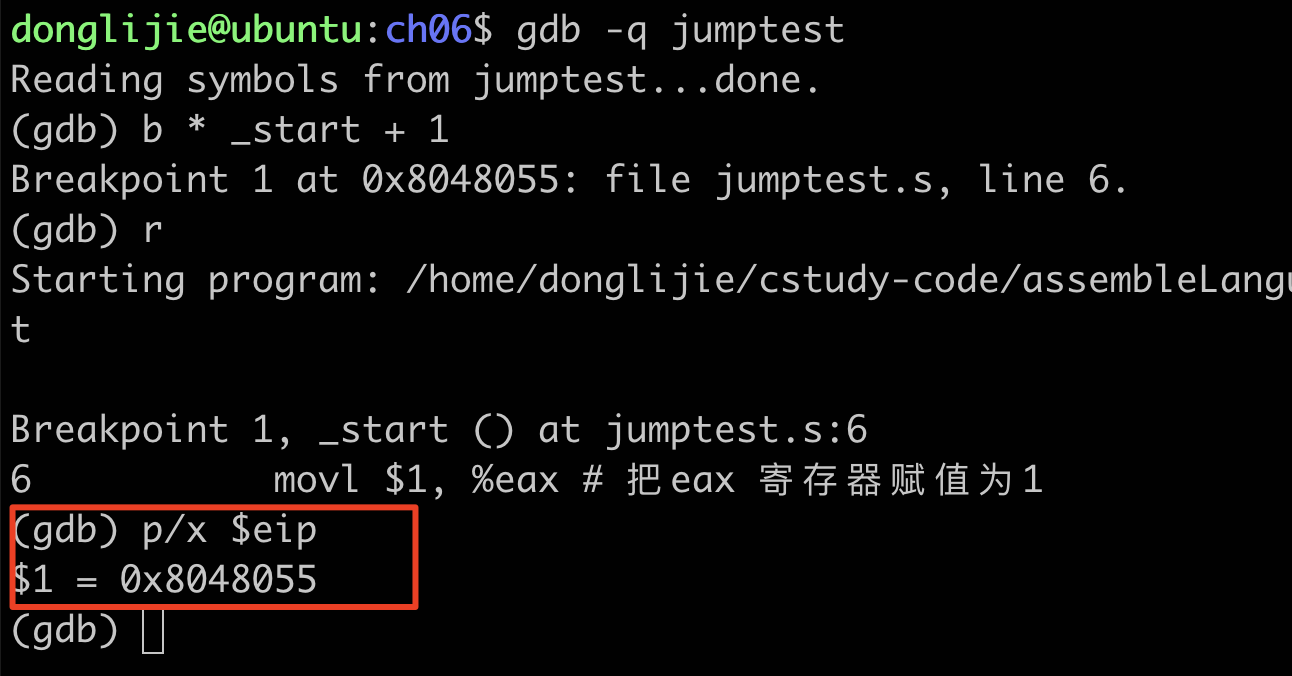 donglijie@ubuntu:ch06$ gdb -q jumptest
Reading symbols from jumptest...done.
(gdb) b * _start + 1
Breakpoint 1 at 0x8048055: file jumptest.s, line 6.
(gdb) r
Starting program: /home/donglijie/cstudy-code/assembleLangu
t
Breakpoint 1, _start () at jumptest.s:6
6           movl $1, %eax # 把eax 寄存器赋值为1
(gdb) p/x $eip
$1 = 0x8048055
(gdb)